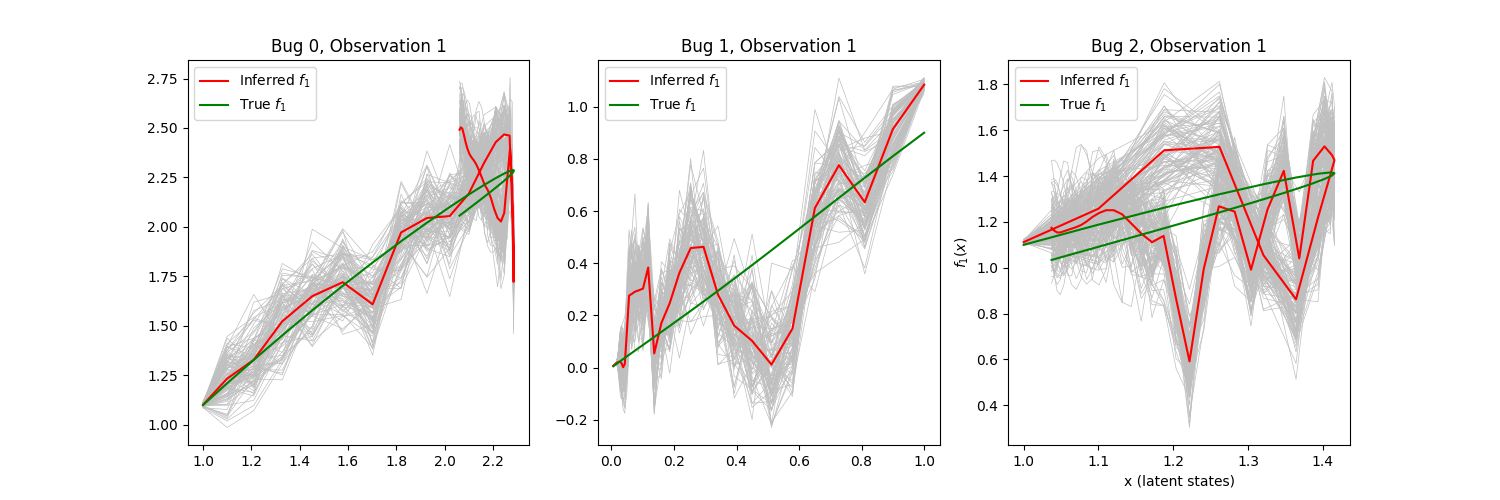 Bug 0, Observation 1
Inferred f₁
True f₁
2.75
2.50
2.25
2.00
1.75
1.50
1.25
1.00
1.0 1.2 1.4 1.6 1.8 2.0 2.2
Bug 1, Observation 1
Inferred f₁
True f₁
1.0
0.8
0.6
0.4
0.2
0.0
−0.2
0.0 0.2 0.4 0.6 0.8 1.0
Bug 2, Observation 1
Inferred f₁
True f₁
f₁(x)
1.8
1.6
1.4
1.2
1.0
0.8
0.6
0.4
1.0 1.1 1.2 1.3 1.4
x (latent states)